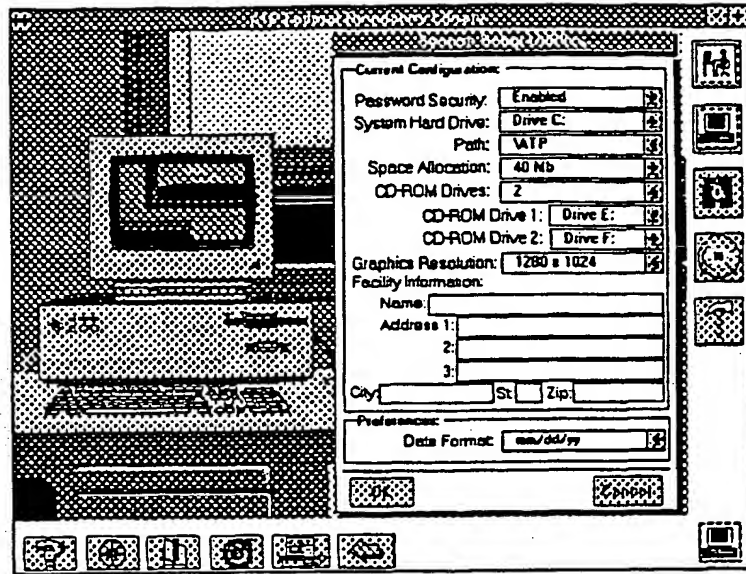 Current Configuration:
Password Security: Enabled
System Hard Drive: Drive C:
Path: \ATP
Space Allocation: 40 Mb
CD-ROM Drives: 2
CD-ROM Drive 1: Drive E:
CD-ROM Drive 2: Drive F:
Graphics Resolution: 1280 x 1024
Facility Information:
Name:
Address 1:
2:
3:
City: St: Zip:
Preferences:
Date Format: mm/dd/yy
OK Cancel